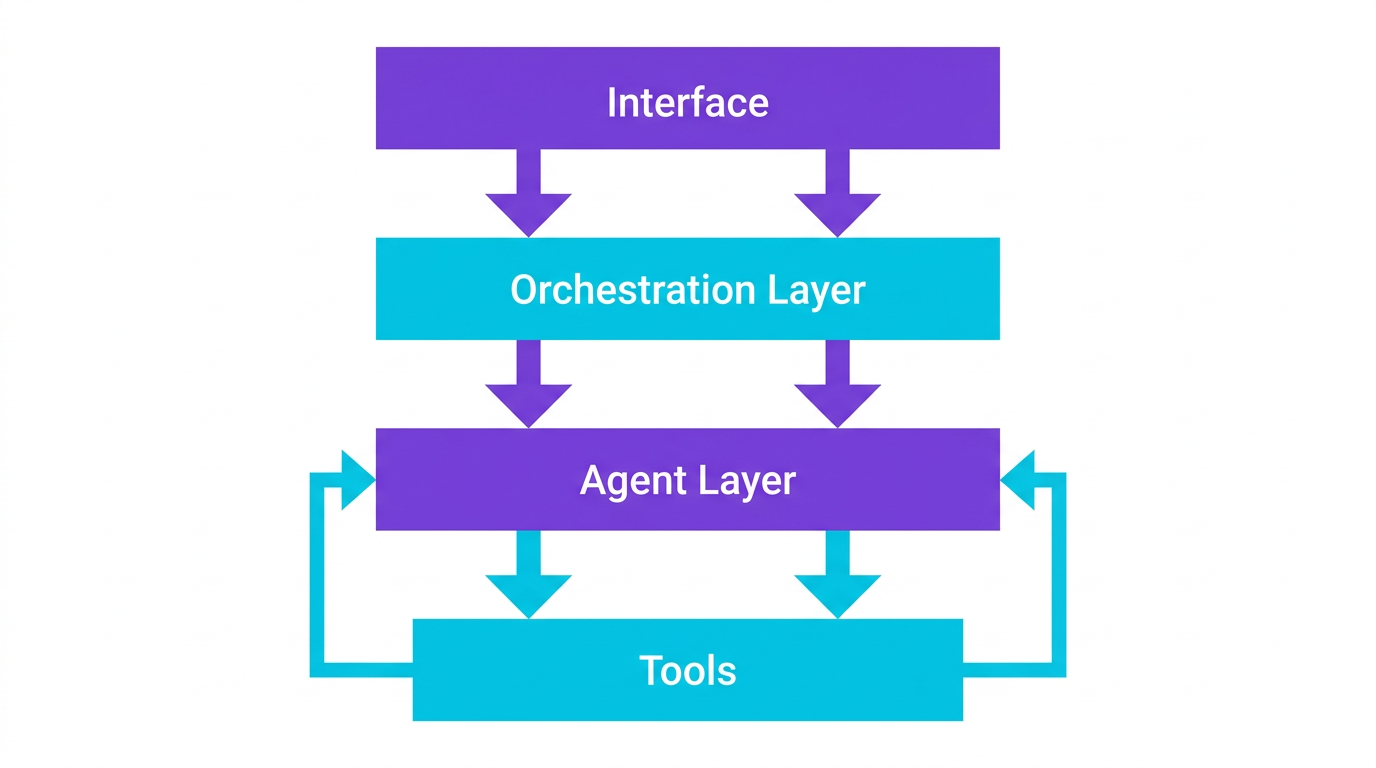 Interface
Orchestration Layer
Agent Layer
Tools